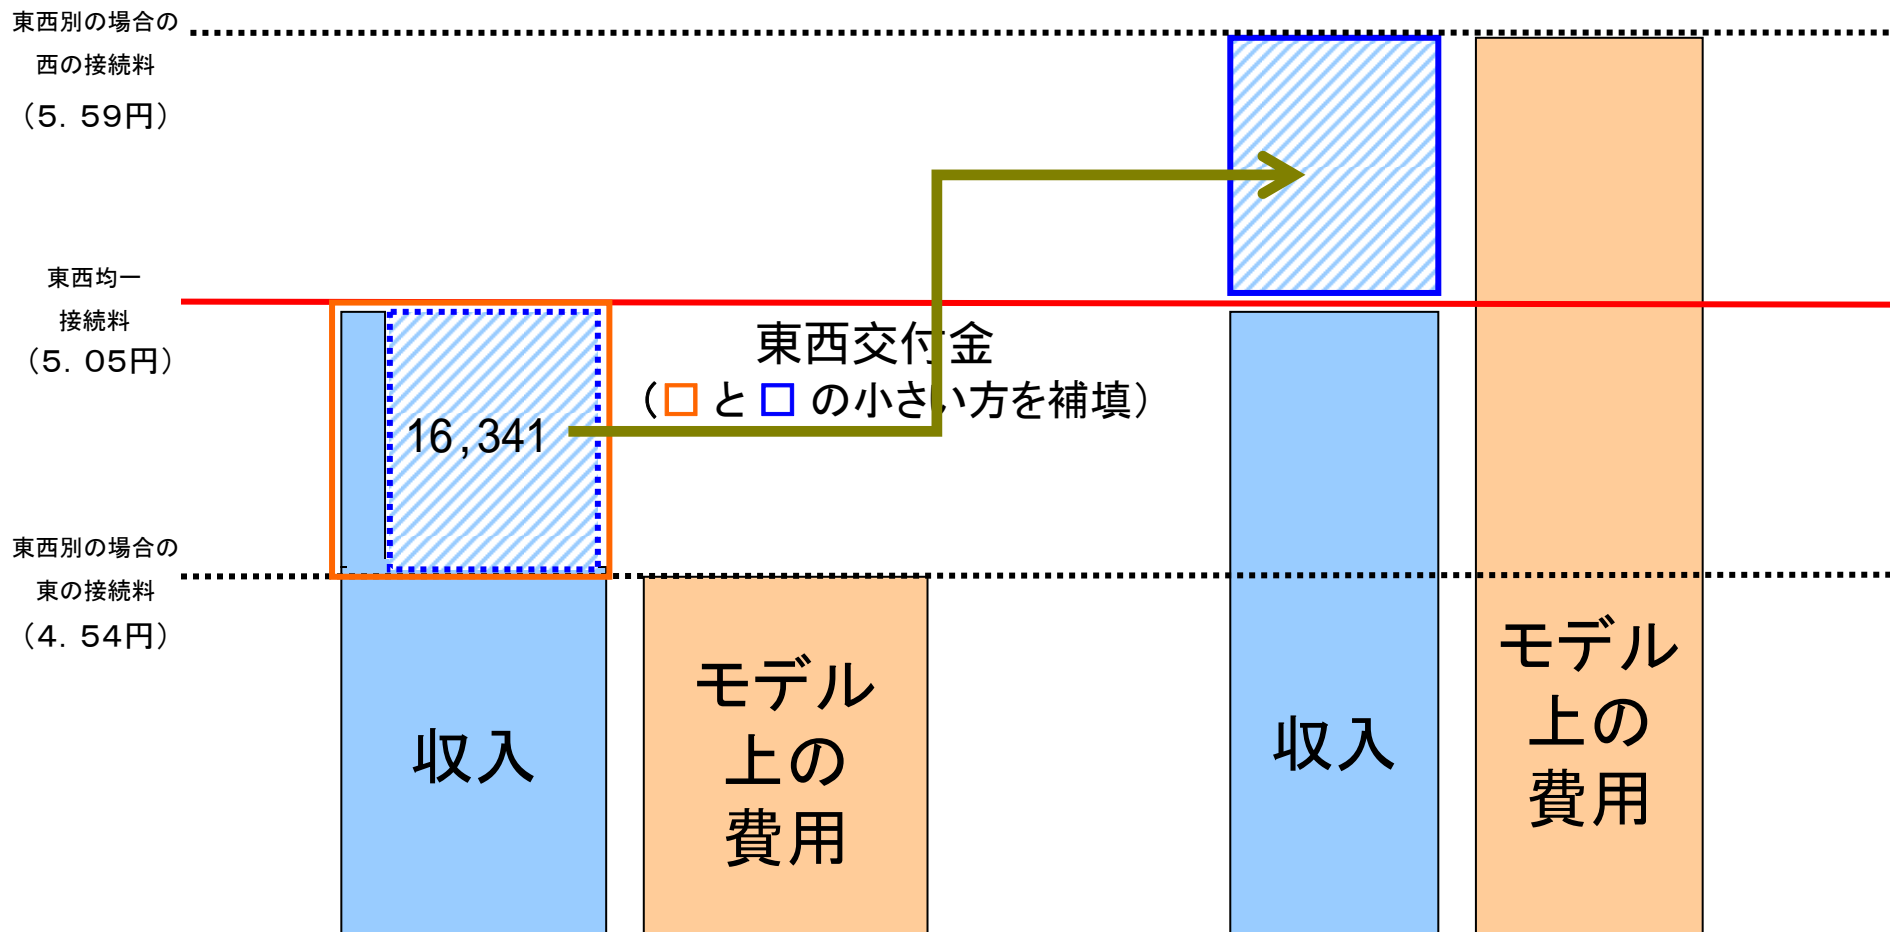 東西別の場合の
西の接続料
（5．59円）
東西均一
接続料
（5．05円）
東西別の場合の
東の接続料
（4．54円）
16,341
東西交付金
（□ と □ の小さい方を補填）
収入
モデル
上の
費用
収入
モデル
上の
費用